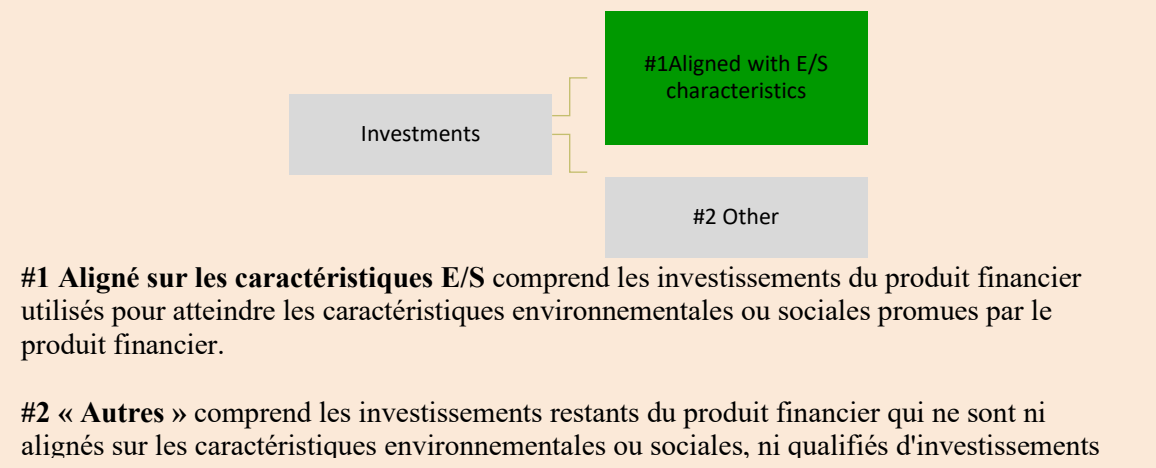 #1Aligned with E/S
characteristics
Investments
#2 Other
#1 Aligné sur les caractéristiques E/S comprend les investissements du produit financier
utilisés pour atteindre les caractéristiques environnementales ou sociales promues par le
produit financier.
#2 « Autres » comprend les investissements restants du produit financier qui ne sont ni
alignés sur les caractéristiques environnementales ou sociales, ni qualifiés d'investissements